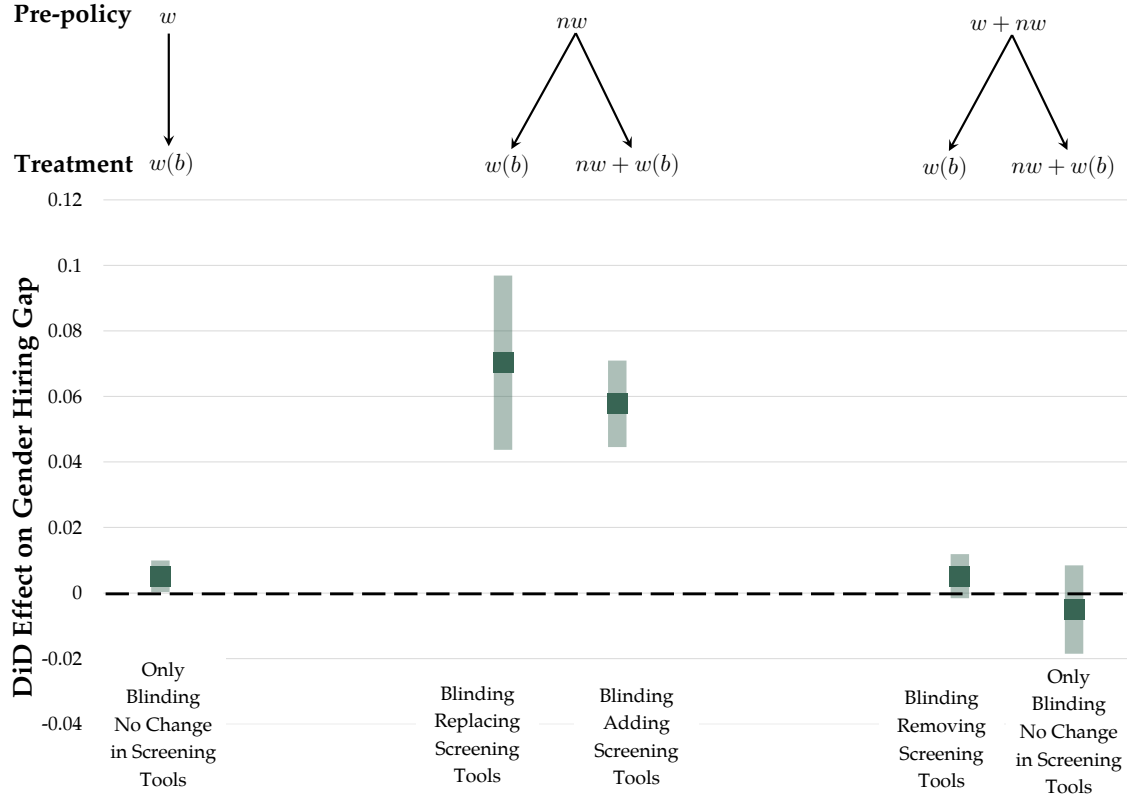 Pre-policy
w
nw
w + nw
Treatment
w(b)
w(b)
nw + w(b)
w(b)
nw + w(b)
DiD Effect on Gender Hiring Gap
0.12
0.1
0.08
0.06
0.04
0.02
0
-0.02
-0.04
Only
Blinding
No Change
in Screening
Tools
Blinding
Replacing
Screening
Tools
Blinding
Adding
Screening
Tools
Blinding
Removing
Screening
Tools
Only
Blinding
No Change
in Screening
Tools